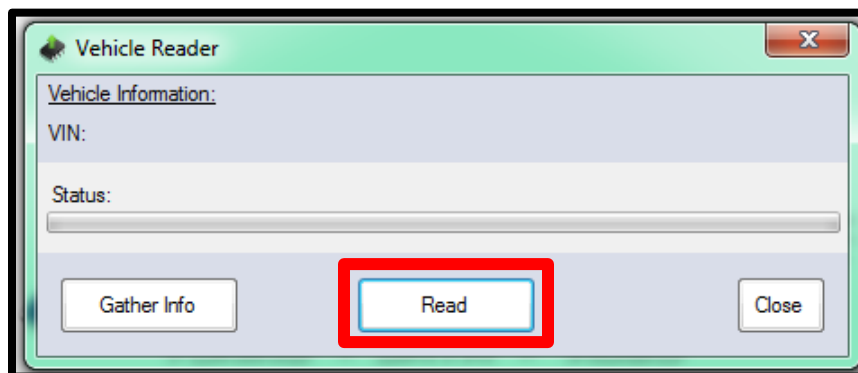 Vehicle Reader
Vehicle Information:
VIN:
Status:
Gather Info Read Close